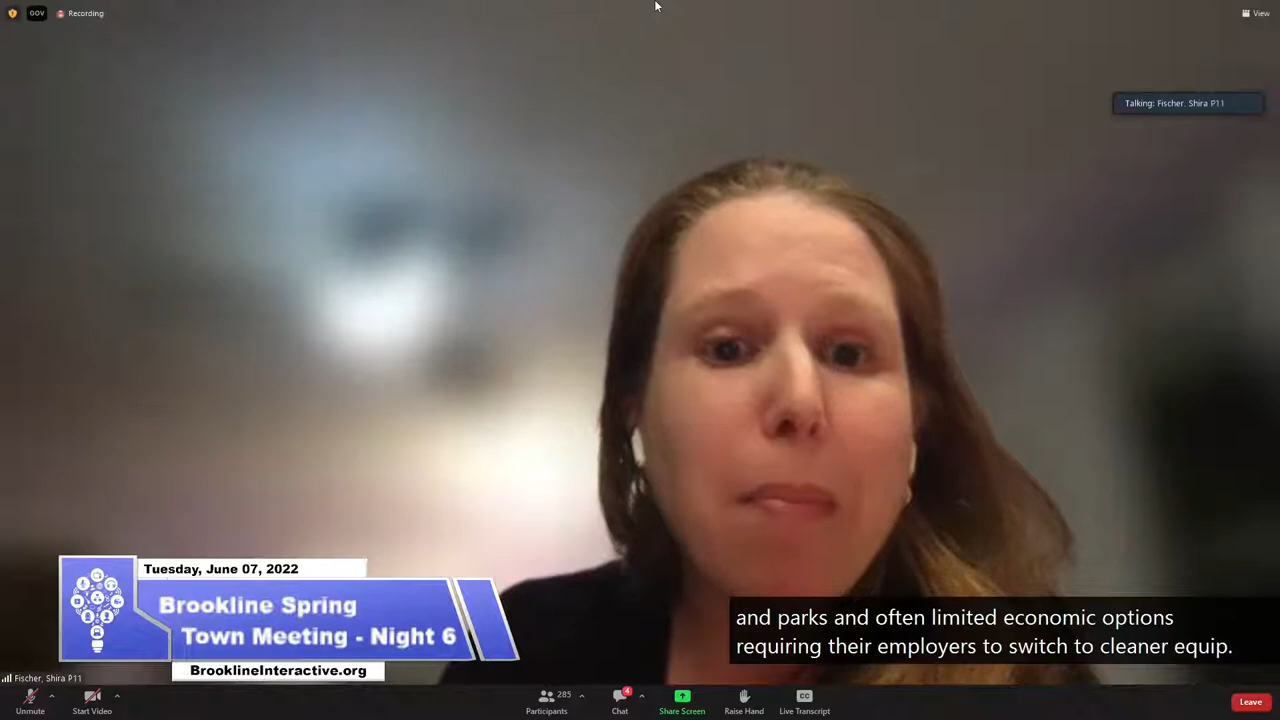 GOV
Recording
View
Talking: Fischer, Shira P11
Tuesday, June 07, 2022
Brookline Spring
Town Meeting - Night 6
BrooklineInteractive.org
and parks and often limited economic options
requiring their employers to switch to cleaner equip.
Fischer, Shira P11
Unmute
Start Video
285
Participants
4
Chat
Share Screen
Raise Hand
CC
Live Transcript
Leave